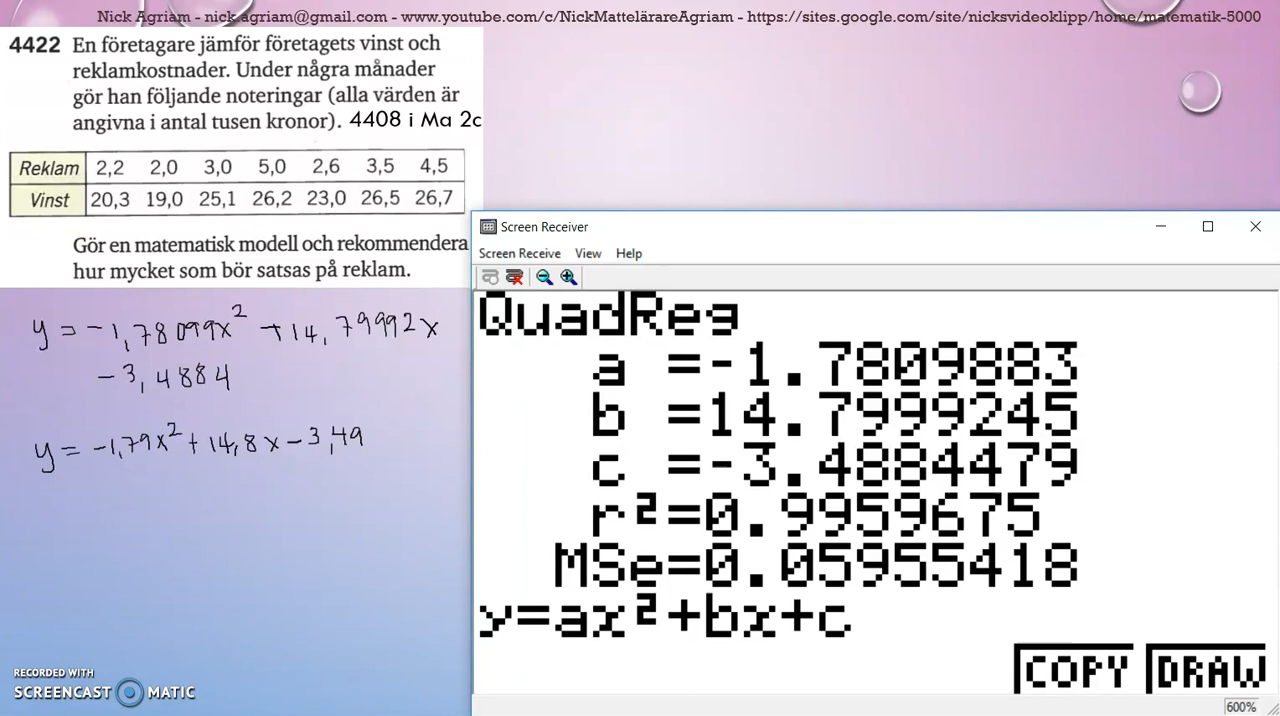 Nick Agriam - nick.agriam@gmail.com - www.youtube.com/c/NickMattelärareAgriam - https://sites.google.com/site/nicksvideoklipp/home/matematik-5000
4422 En företagare jämför företagets vinst och
reklamkostnader. Under några månader
gör han följande noteringar (alla värden är
angivna i antal tusen kronor). 4408 i Ma 2c
Reklam 2,2 2,0 3,0 5,0 2,6 3,5 4,5
Vinst 20,3 19,0 25,1 26,2 23,0 26,5 26,7
Gör en matematisk modell och rekommendera
hur mycket som bör satsas på reklam.
y = -1,78099x² +14,79992x
-3,4884
y = -1,79x² + 14,8x - 3,49
Screen Receiver
Screen Receive View Help
QuadReg
a =-1.7809883
b =14.7999245
c =-3.4884479
r²=0.9959675
MSe=0.05955418
y=ax²+bx+c
COPY DRAW
600%
RECORDED WITH
SCREENCAST MATIC